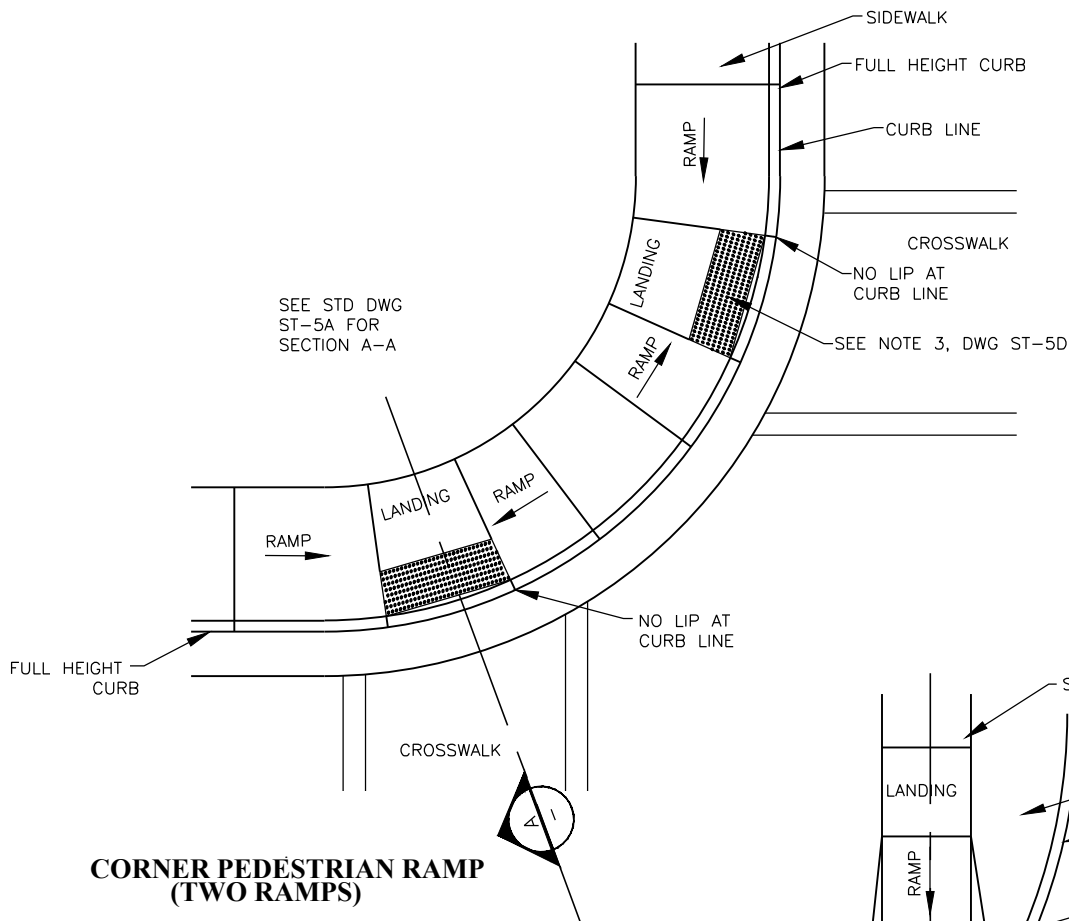 SIDEWALK
FULL HEIGHT CURB
CURB LINE
RAMP
CROSSWALK
LANDING
NO LIP AT
CURB LINE
SEE STD DWG
ST-5A FOR
SECTION A-A
SEE NOTE 3, DWG ST-5D
RAMP
RAMP
LANDING
RAMP
NO LIP AT
CURB LINE
FULL HEIGHT
CURB
S
CROSSWALK
LANDING
A
-
RAMP
CORNER PEDESTRIAN RAMP
(TWO RAMPS)